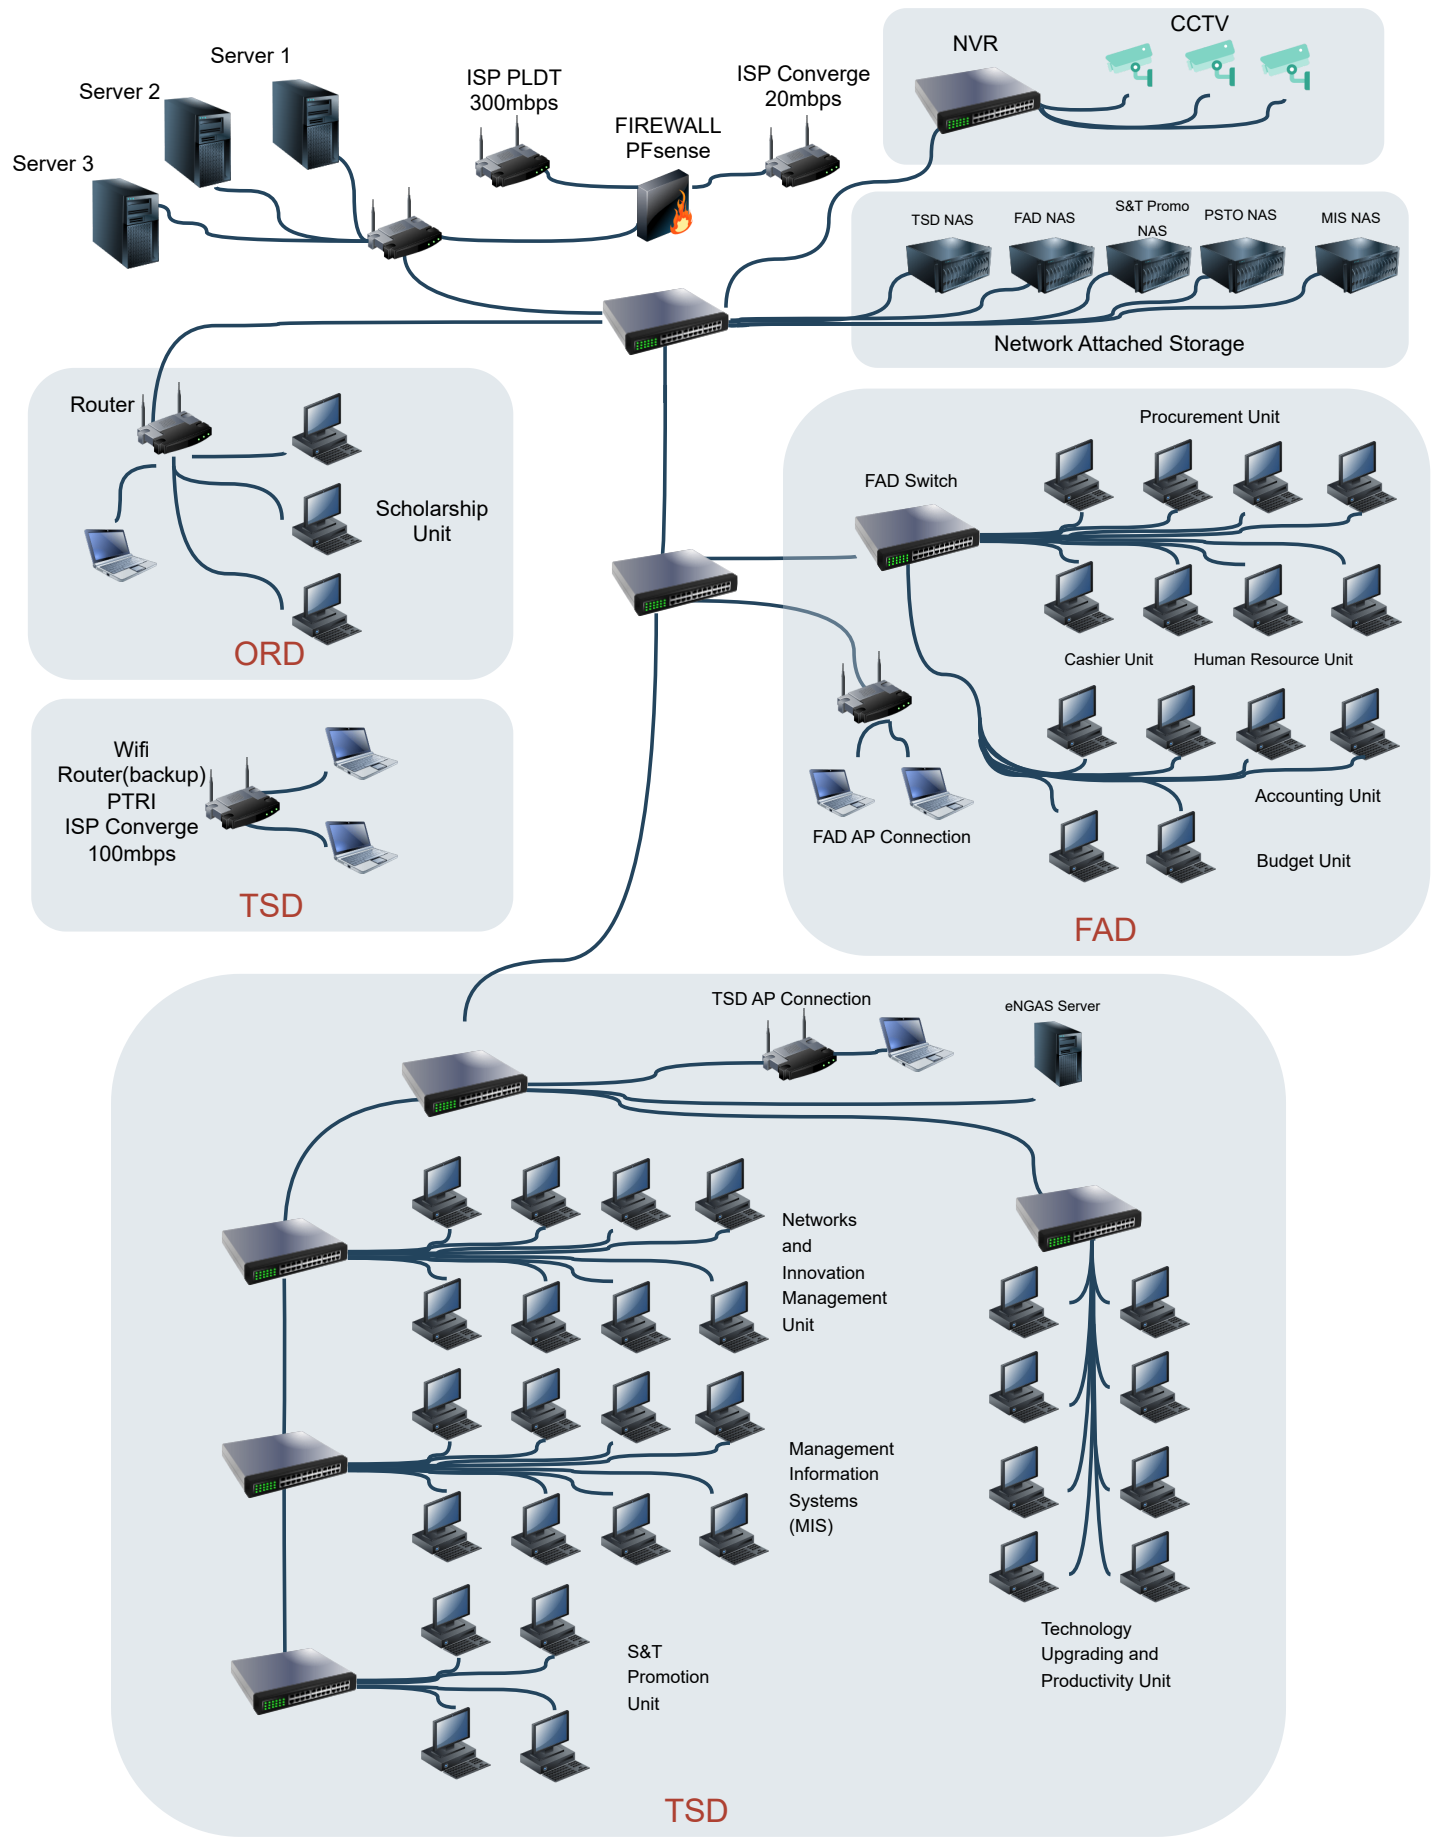 CCTV
NVR
Server 1
Server 2
Server 3
ISP PLDT
300mbps
FIREWALL
PFsense
ISP Converge
20mbps
TSD NAS
FAD NAS
S&T Promo
NAS
PSTO NAS
MIS NAS
Network Attached Storage
Router
Scholarship
Unit
ORD
Procurement Unit
FAD Switch
Cashier Unit
Human Resource Unit
Accounting Unit
Budget Unit
FAD AP Connection
FAD
Wifi
Router(backup)
PTRI
ISP Converge
100mbps
TSD
TSD AP Connection
eNGAS Server
Networks
and
Innovation
Management
Unit
Management
Information
Systems
(MIS)
S&T
Promotion
Unit
Technology
Upgrading and
Productivity Unit
TSD